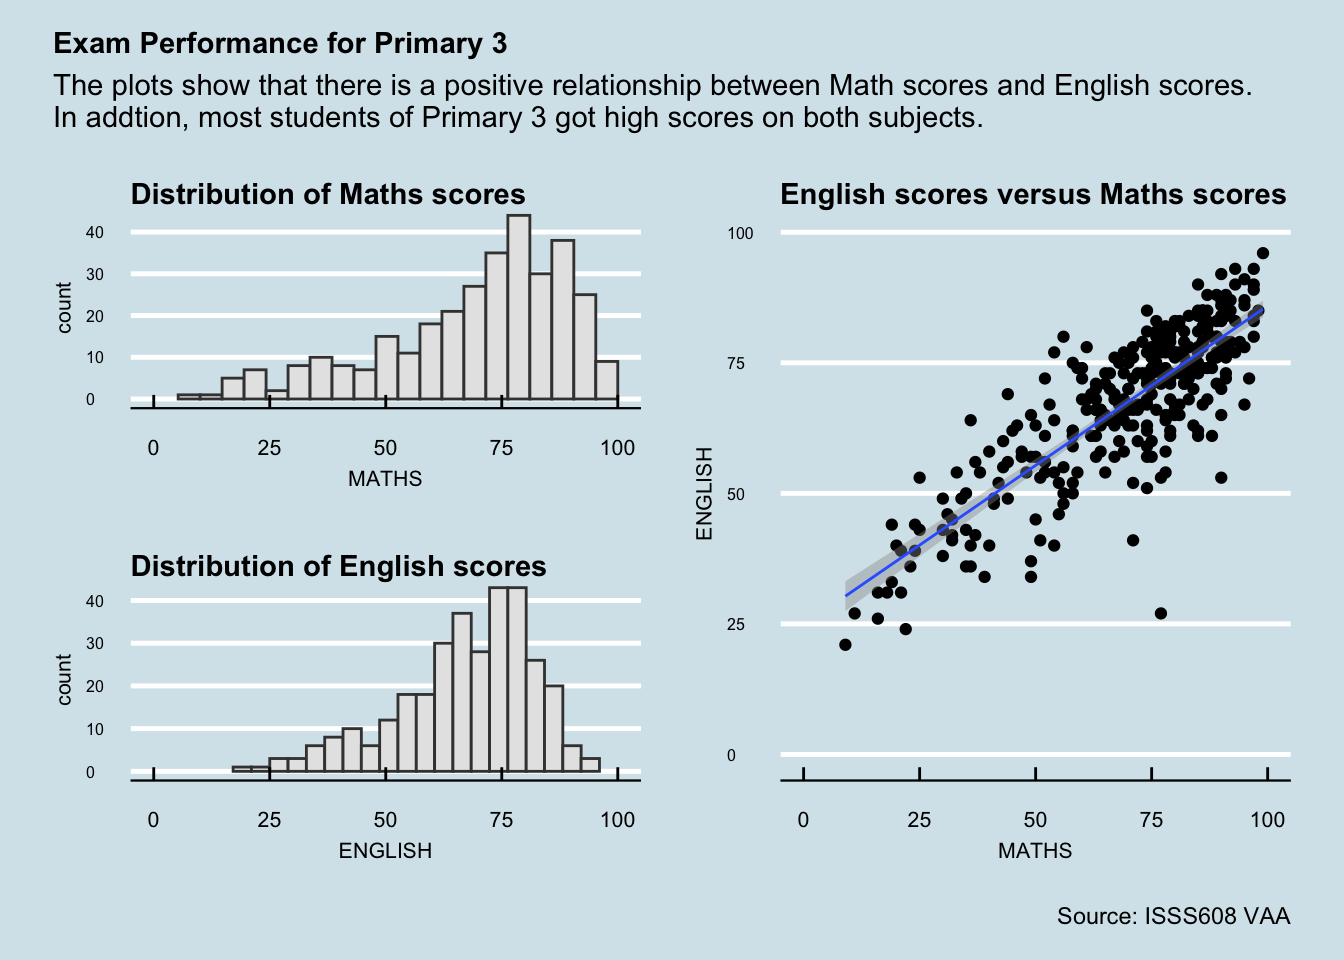 Exam Performance for Primary 3
The plots show that there is a positive relationship between Math scores and English scores.
In addtion, most students of Primary 3 got high scores on both subjects.
Distribution of Maths scores
40
30
20
10
0
count
0 25 50 75 100
MATHS
Distribution of English scores
40
30
20
10
0
count
0 25 50 75 100
ENGLISH
English scores versus Maths scores
100
75
50
25
0
ENGLISH
0 25 50 75 100
MATHS
Source: ISSS608 VAA